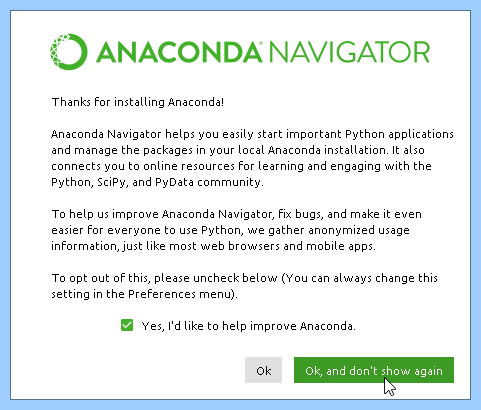 ANACONDA NAVIGATOR
Thanks for installing Anaconda!
Anaconda Navigator helps you easily start important Python applications
and manage the packages in your local Anaconda installation. It also
connects you to online resources for learning and engaging with the
Python, SciPy, and PyData community.
To help us improve Anaconda Navigator, fix bugs, and make it even
easier for everyone to use Python, we gather anonymized usage
information, just like most web browsers and mobile apps.
To opt out of this, please uncheck below (You can always change this
setting in the Preferences menu).
Yes, I'd like to help improve Anaconda.
Ok
Ok, and don't show again